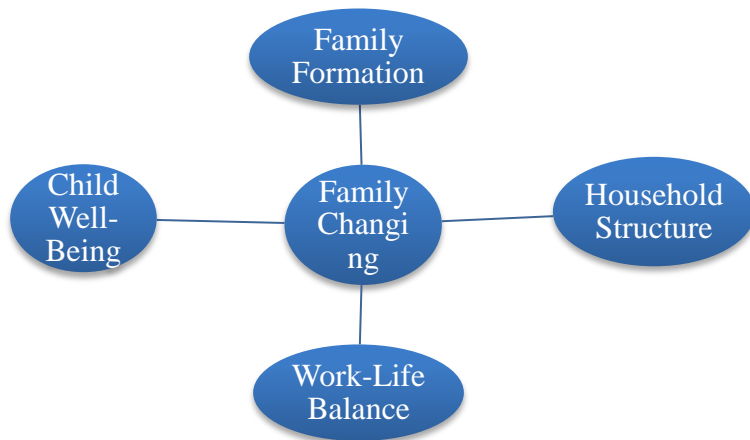 Family
Formation
Child
Well-
Being
Family
Changi
ng
Household
Structure
Work-Life
Balance